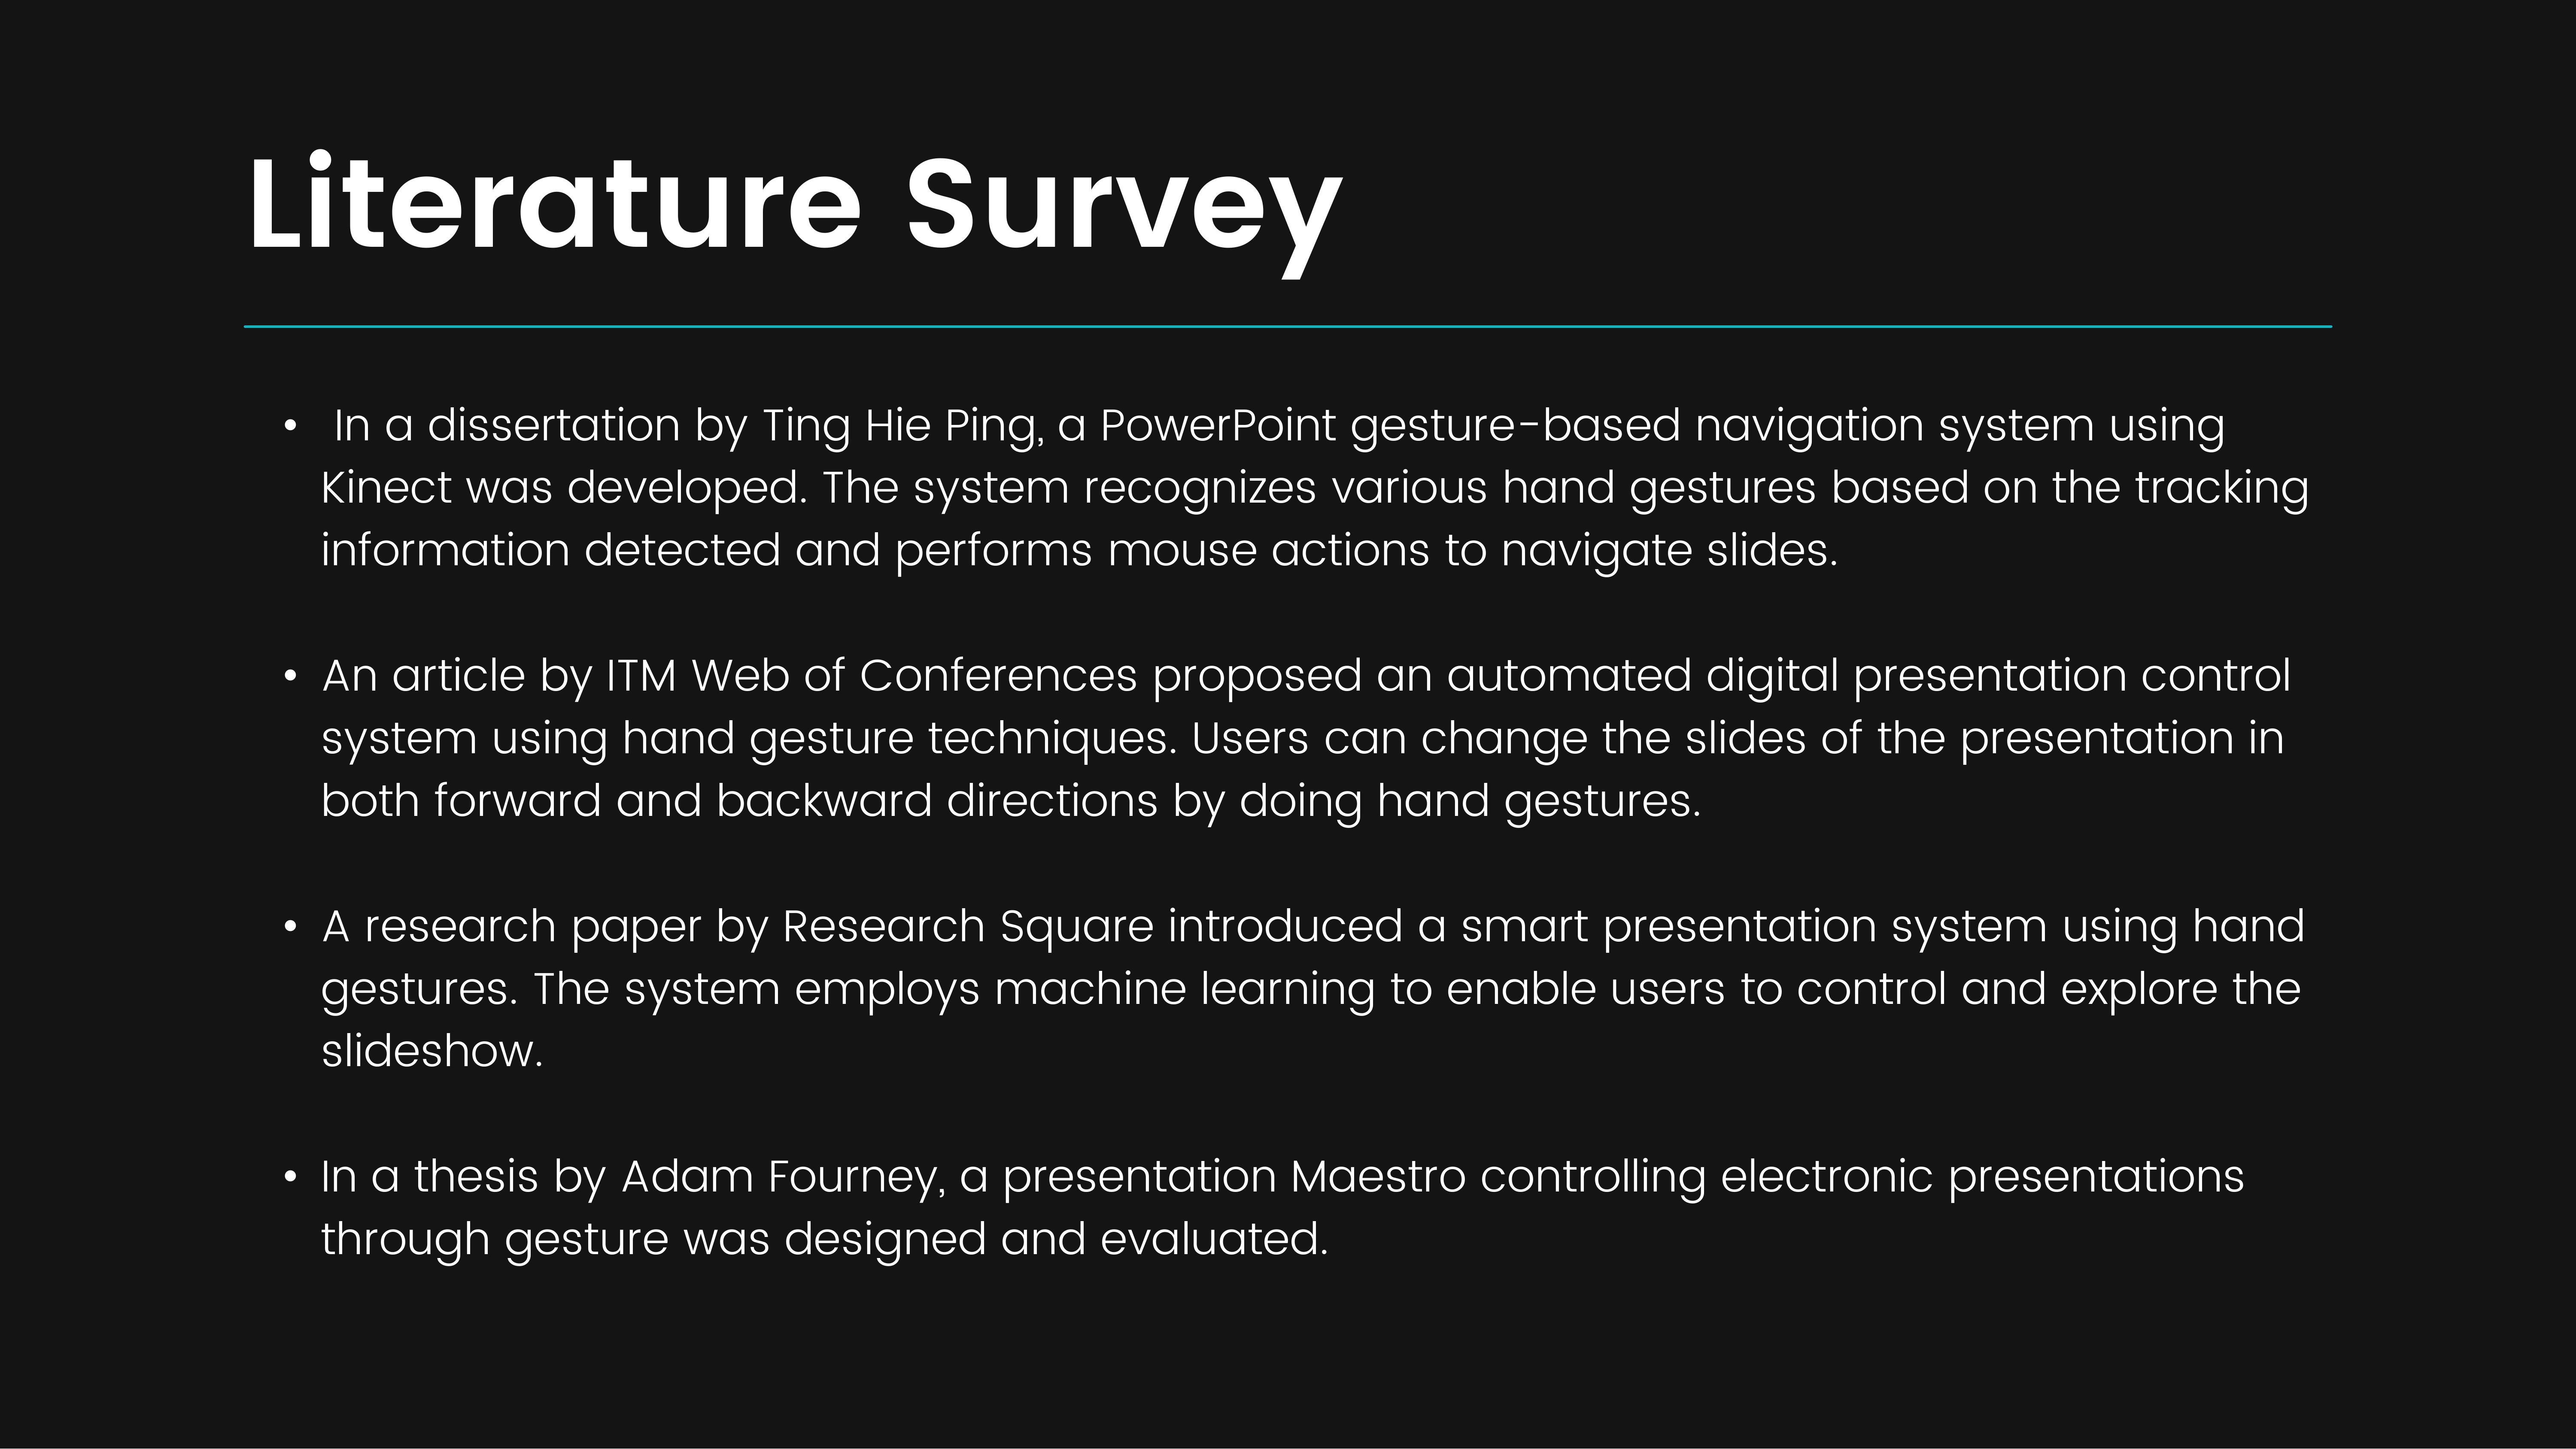 Literature Survey
• In a dissertation by Ting Hie Ping, a PowerPoint gesture-based navigation system using
Kinect was developed. The system recognizes various hand gestures based on the tracking
information detected and performs mouse actions to navigate slides.
• An article by ITM Web of Conferences proposed an automated digital presentation control
system using hand gesture techniques. Users can change the slides of the presentation in
both forward and backward directions by doing hand gestures.
• A research paper by Research Square introduced a smart presentation system using hand
gestures. The system employs machine learning to enable users to control and explore the
slideshow.
• In a thesis by Adam Fourney, a presentation Maestro controlling electronic presentations
through gesture was designed and evaluated.